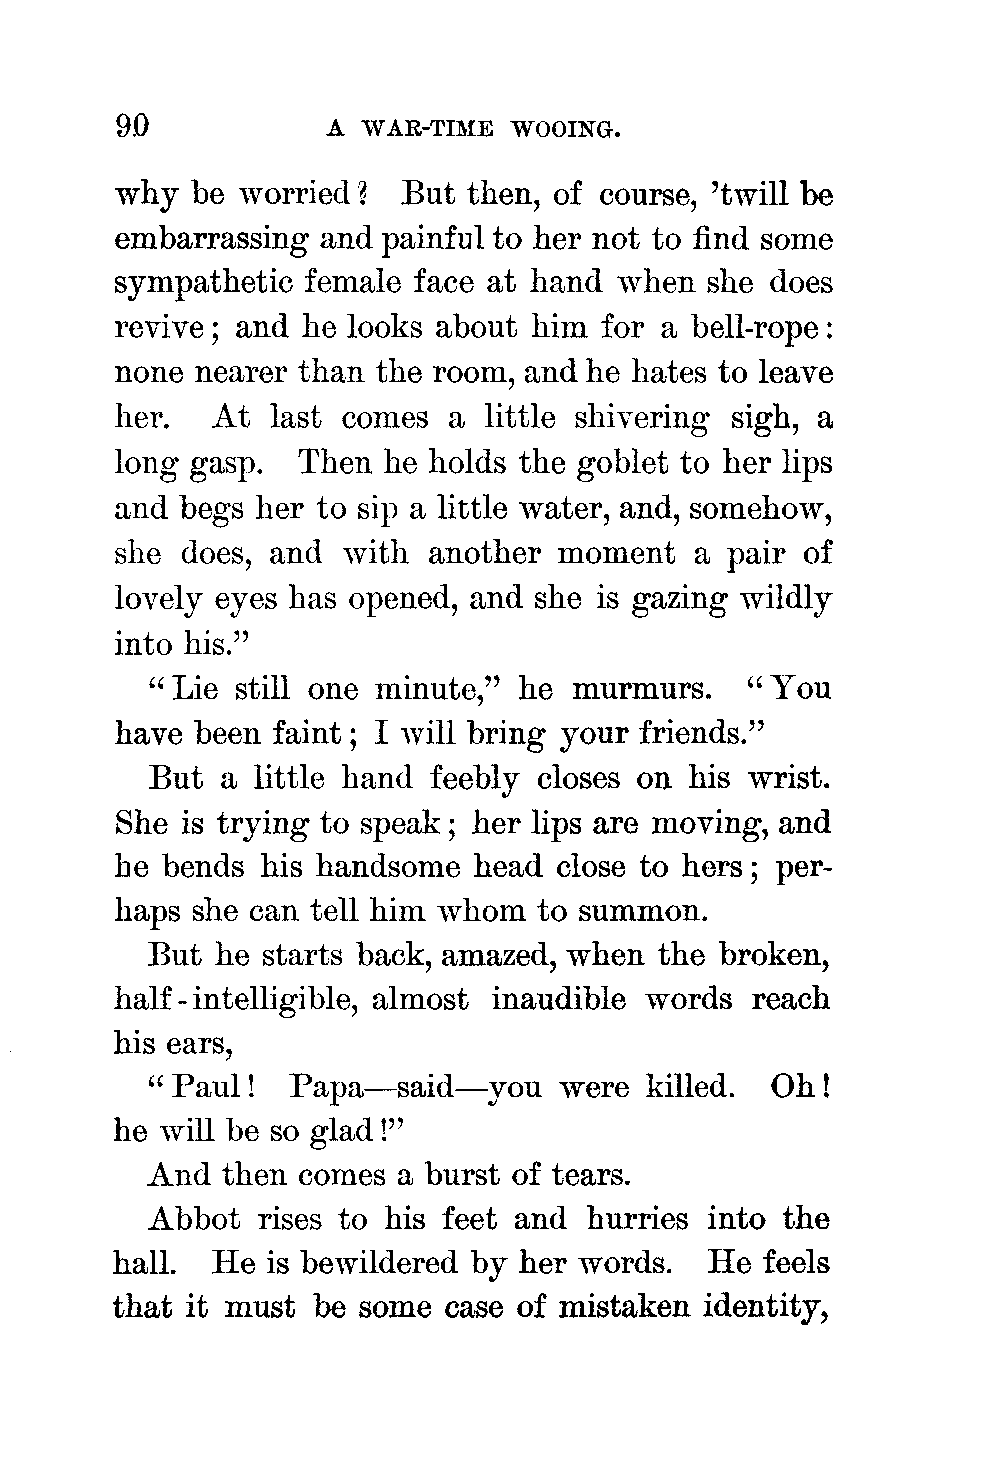 90 A WAR-TIME WOOING.
why be worried? But then, of course, ’twill be
embarrassing and painful to her not to find some
sympathetic female face at hand when she does
revive; and he looks about him for a bell-rope:
none nearer than the room, and he hates to leave
her. At last comes a little shivering sigh, a
long gasp. Then he holds the goblet to her lips
and begs her to sip a little water, and, somehow,
she does, and with another moment a pair of
lovely eyes has opened, and she is gazing wildly
into his.”
“Lie still one minute,” he murmurs. “You
have been faint; I will bring your friends.”
But a little hand feebly closes on his wrist.
She is trying to speak; her lips are moving, and
he bends his handsome head close to hers; per-
haps she can tell him whom to summon.
But he starts back, amazed, when the broken,
half-intelligible, almost inaudible words reach
his ears,
“Paul! Papa—said—you were killed. Oh!
he will be so glad!”
And then comes a burst of tears.
Abbot rises to his feet and hurries into the
hall. He is bewildered by her words. He feels
that it must be some case of mistaken identity,